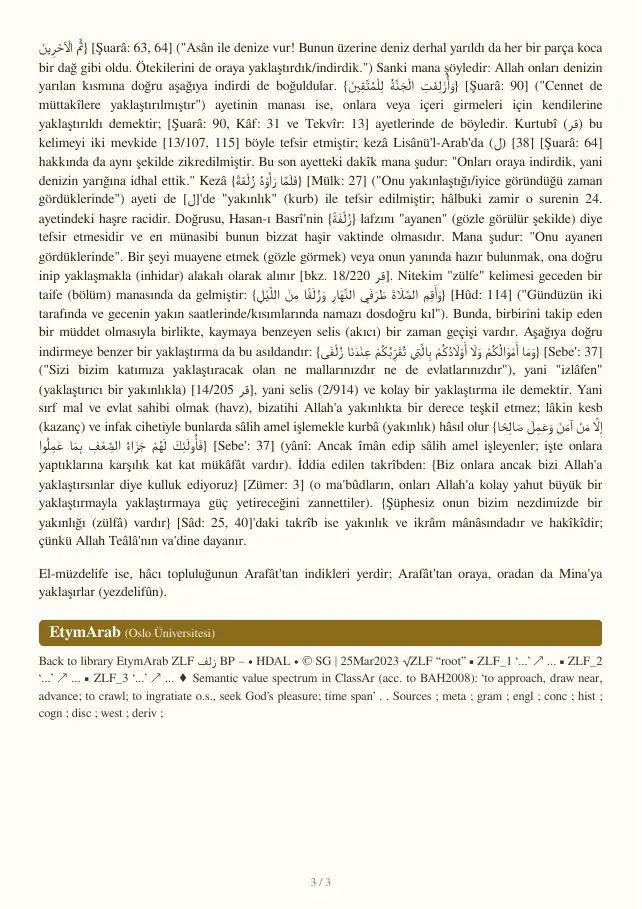 ثُمَّ الْآخَرِينَ} [Şuarâ: 63, 64] ("Asân ile denize vur! Bunun üzerine deniz derhal yarıldı da her bir parça koca
bir dağ gibi oldu. Ötekilerini de oraya yaklaştırdık/indirdik.") Sanki mana şöyledir: Allah onları denizin
yarılan kısmına doğru aşağıya indirdi de boğuldular. {وَأُزْلِفَتِ الْجَنَّةُ لِلْمُتَّقِينَ} [Şuarâ: 90] ("Cennet de
müttakîlere yaklaştırılmıştır") ayetinin manası ise, onlara veya içeri girmeleri için kendilerine
yaklaştırıldı demektir; [Şuarâ: 90, Kâf: 31 ve Tekvîr: 13] ayetlerinde de böyledir. Kurtubî (قر) bu
kelimeyi iki mevkide [13/107, 115] böyle tefsir etmiştir; kezâ Lisânü'l-Arab'da (ل) [38] [Şuarâ: 64]
hakkında da aynı şekilde zikredilmiştir. Bu son ayetteki dakîk mana şudur: "Onları oraya indirdik, yani
denizin yarığına idhal ettik." Kezâ {فَلَمَّا رَأَوْهُ زُلْفَةً} [Mülk: 27] ("Onu yakınlaştığı/iyice göründüğü zaman
gördüklerinde") ayeti de [ل]'de "yakınlık" (kurb) ile tefsir edilmiştir; hâlbuki zamir o surenin 24.
ayetindeki haşre racidir. Doğrusu, Hasan-ı Basrî'nin {زُلْفَةً} lafzını "ayanen" (gözle görülür şekilde) diye
tefsir etmesidir ve en münasibi bunun bizzat haşir vaktinde olmasıdır. Mana şudur: "Onu ayanen
gördüklerinde". Bir şeyi muayene etmek (gözle görmek) veya onun yanında hazır bulunmak, ona doğru
inip yaklaşmakla (inhidar) alakalı olarak alınır [bkz. قر 18/220]. Nitekim "zülfe" kelimesi geceden bir
taife (bölüm) manasında da gelmiştir: {وَأَقِمِ الصَّلَاةَ طَرَفَيِ النَّهَارِ وَزُلَفًا مِنَ اللَّيْلِ} [Hûd: 114] ("Gündüzün iki
tarafında ve gecenin yakın saatlerinde/kısımlarında namazı dosdoğru kıl"). Bunda, birbirini takip eden
bir müddet olmasıyla birlikte, kaymaya benzeyen selis (akıcı) bir zaman geçişi vardır. Aşağıya doğru
indirmeye benzer bir yaklaştırma da bu asıldandır: {وَمَا أَمْوَالُكُمْ وَلَا أَوْلَادُكُمْ بِالَّتِي تُقَرِّبُكُمْ عِنْدَنَا زُلْفَى} [Sebe': 37]
("Sizi bizim katımıza yaklaştıracak olan ne mallarınızdır ne de evlatlarınızdır"), yani "izlâfen"
(yaklaştırıcı bir yakınlıkla) [قر 14/205], yani selis (2/914) ve kolay bir yaklaştırma ile demektir. Yani
sırf mal ve evlat sahibi olmak (havz), bizatihi Allah'a yakınlıkta bir derece teşkil etmez; lâkin kesb
(kazanç) ve infak cihetiyle bunlarda sâlih amel işlemekle kurbâ (yakınlık) hâsıl olur {إِلَّا مَنْ آمَنَ وَعَمِلَ صَالِحًا
فَأُولَٰئِكَ لَهُمْ جَزَاءُ الضِّعْفِ بِمَا عَمِلُوا} [Sebe': 37] (yânî: Ancak îmân edip sâlih amel işleyenler; işte onlara
yaptıklarına karşılık kat kat mükâfât vardır). İddia edilen takrîbden: {Biz onlara ancak bizi Allah'a
yaklaştırsınlar diye kulluk ediyoruz} [Zümer: 3] (o ma'bûdların, onları Allah'a kolay yahut büyük bir
yaklaştırmayla yaklaştırmaya güç yetireceğini zannettiler). {Şüphesiz onun bizim nezdimizde bir
yakınlığı (zülfâ) vardır} [Sâd: 25, 40]'daki takrîb ise yakınlık ve ikrâm mânâsındadır ve hakîkîdir;
çünkü Allah Teâlâ'nın va'dine dayanır.
El-müzdelife ise, hâcı topluluğunun Arafât'tan indikleri yerdir; Arafât'tan oraya, oradan da Mina'ya
yaklaşırlar (yezdelifûn).
EtymArab (Oslo Üniversitesi)
Back to library EtymArab ZLF زلف BP – • HDAL • © SG | 25Mar2023 √ZLF “root” ▪ ZLF_1 ‘...’ ↗ ... ▪ ZLF_2
‘...’ ↗ ... ▪ ZLF_3 ‘...’ ↗ ... ♦ Semantic value spectrum in ClassAr (acc. to BAH2008): ‘to approach, draw near,
advance; to crawl; to ingratiate o.s., seek God’s pleasure; time span’ . . Sources ; meta ; gram ; engl ; conc ; hist ;
cogn ; disc ; west ; deriv ;
3 / 3